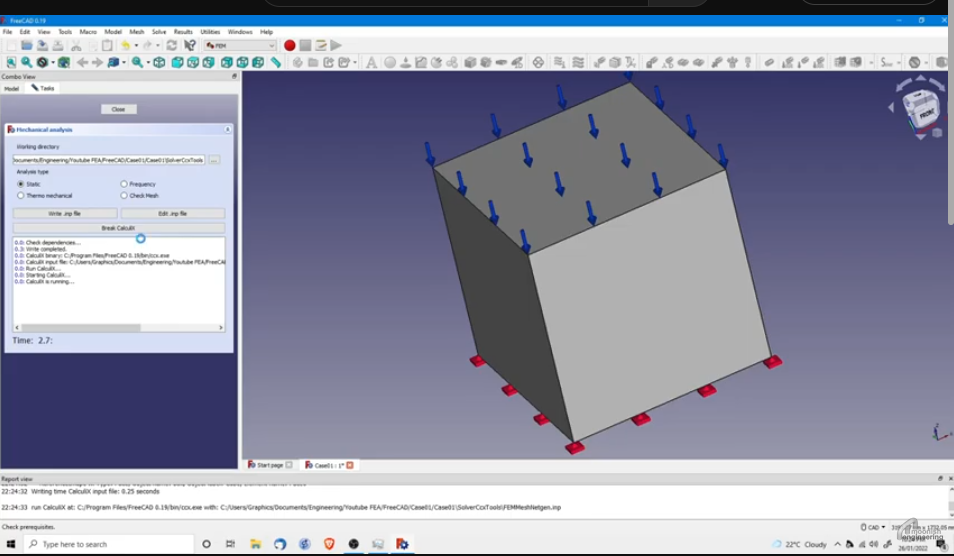 FreeCAD 0.19
File Edit View Tools Macro Model Mesh Solve Results Utilities Windows Help
FEM
Combo View
Model Tasks
Close
Mechanical analysis
Working directory
ocuments/Engineering/Youtube FEA/FreeCAD/Case01/Case01\SolverCcxTools
...
Analysis type
Static Frequency
Thermo mechanical Check Mesh
Write .inp file Edit .inp file
Break CalculiX
0.0: Check dependencies...
0.3: Write completed.
0.0: CalculiX binary: C:/Program Files/FreeCAD 0.19/bin/ccx.exe
0.0: CalculiX input file: C:/Users/Graphics/Documents/Engineering/Youtube FEA/FreeCAI
0.0: Run CalculiX...
0.0: Starting CalculiX...
0.0: CalculiX is running...
Time: 2.7:
FRONT
Start page Case01 : 1*
Report view
22:24:32 Writing time CalculiX input file: 0.25 seconds
22:24:33 run CalculiX at: C:/Program Files/FreeCAD 0.19/bin/ccx.exe with: C:/Users/Graphics/Documents/Engineering/Youtube FEA/FreeCAD/Case01/Case01\SolverCcxTools\FEMMeshNetgen.inp
Check prerequisites.
CAD
Type here to search
22°C Cloudy
engineering
26/01/2022